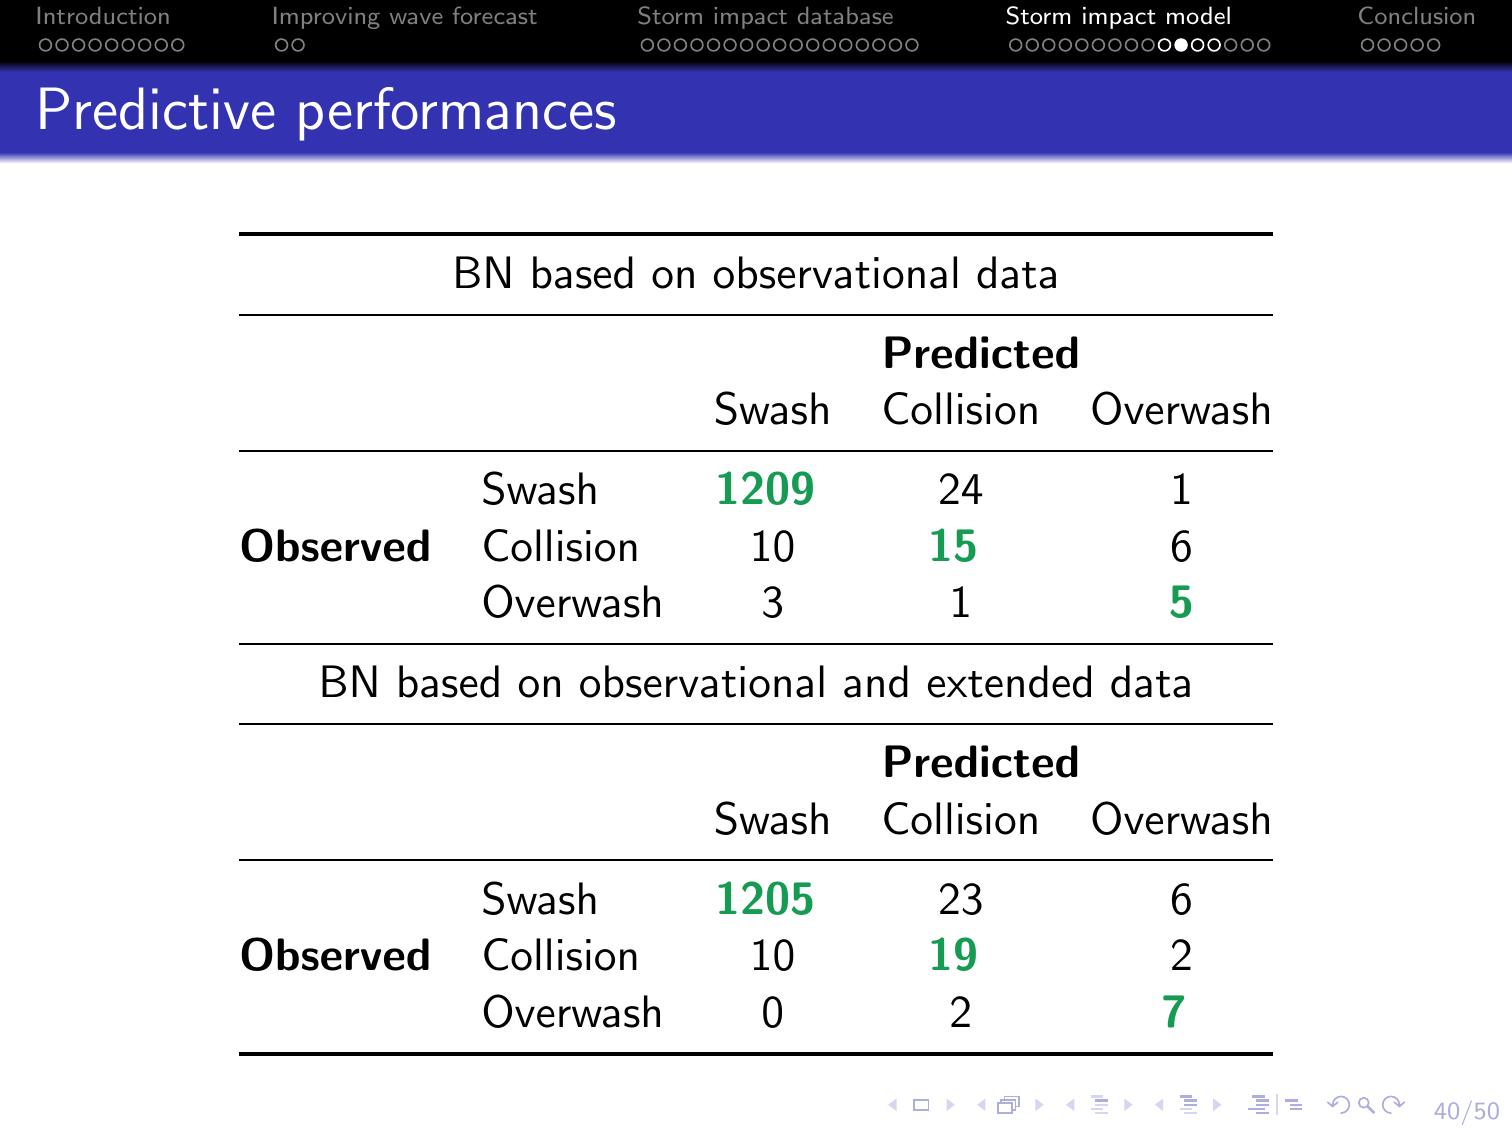 Introduction Improving wave forecast Storm impact database Storm impact model Conclusion
Predictive performances
BN based on observational data
Predicted
Swash Collision Overwash
Swash 1209 24 1
Observed Collision 10 15 6
Overwash 3 1 5
BN based on observational and extended data
Predicted
Swash Collision Overwash
Swash 1205 23 6
Observed Collision 10 19 2
Overwash 0 2 7
40/50